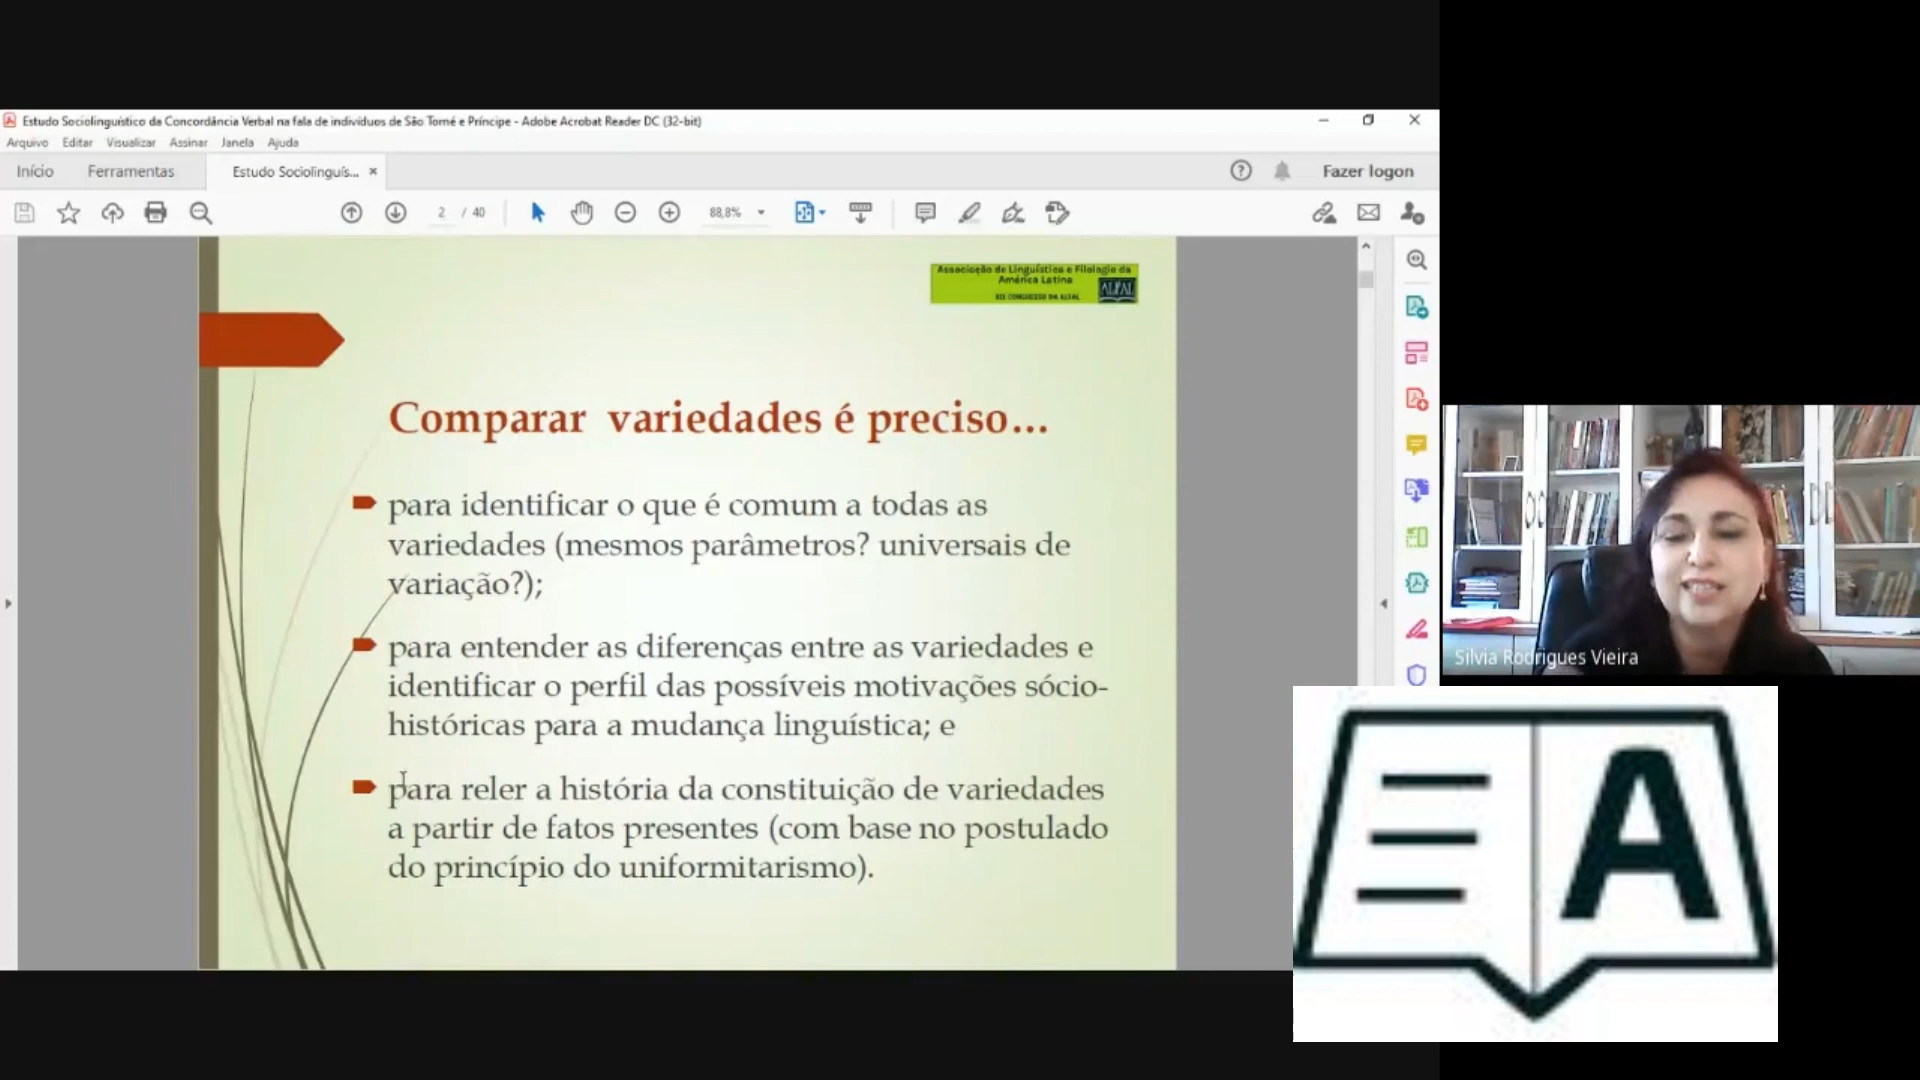 Estudo Sociolinguístico da Concordância Verbal na fala de indivíduos de São Tomé e Príncipe - Adobe Acrobat Reader DC (32-bit)
Arquivo Editar Visualizar Assinar Janela Ajuda
Início Ferramentas Estudo Sociolinguís... × Fazer logon
2 / 40 88,8%
Associação de Linguística e Filologia da
América Latina
XIX CONGRESSO DA ALFAL
ALFAL
Comparar variedades é preciso...
para identificar o que é comum a todas as
variedades (mesmos parâmetros? universais de
variação?);
para entender as diferenças entre as variedades e
identificar o perfil das possíveis motivações sócio-
históricas para a mudança linguística; e
para reler a história da constituição de variedades
a partir de fatos presentes (com base no postulado
do princípio do uniformitarismo).
Silvia Rodrigues Vieira
A